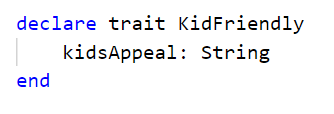 declare trait KidFriendly
    kidsAppeal: String
end